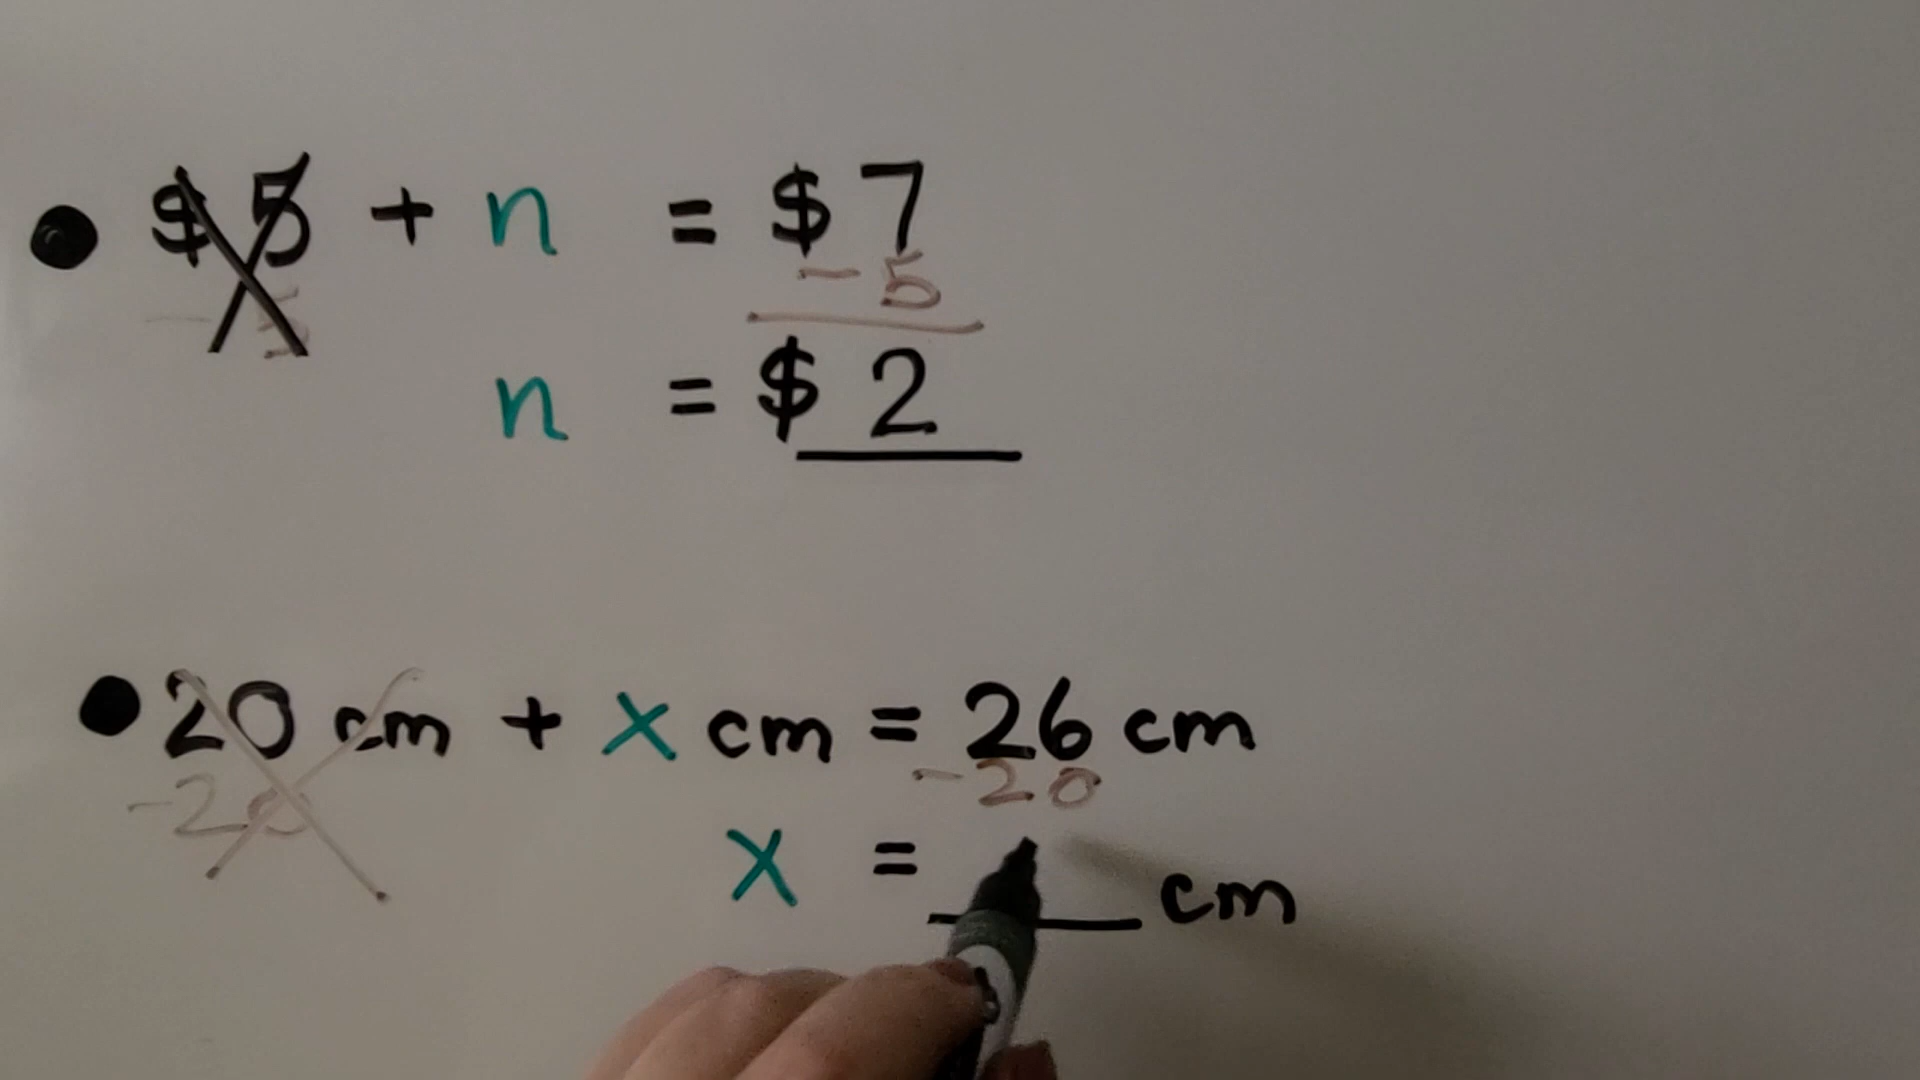 $5 + n = $7
- 5 - 5
n = $ 2
20 cm + x cm = 26 cm
-20 -20
x = cm